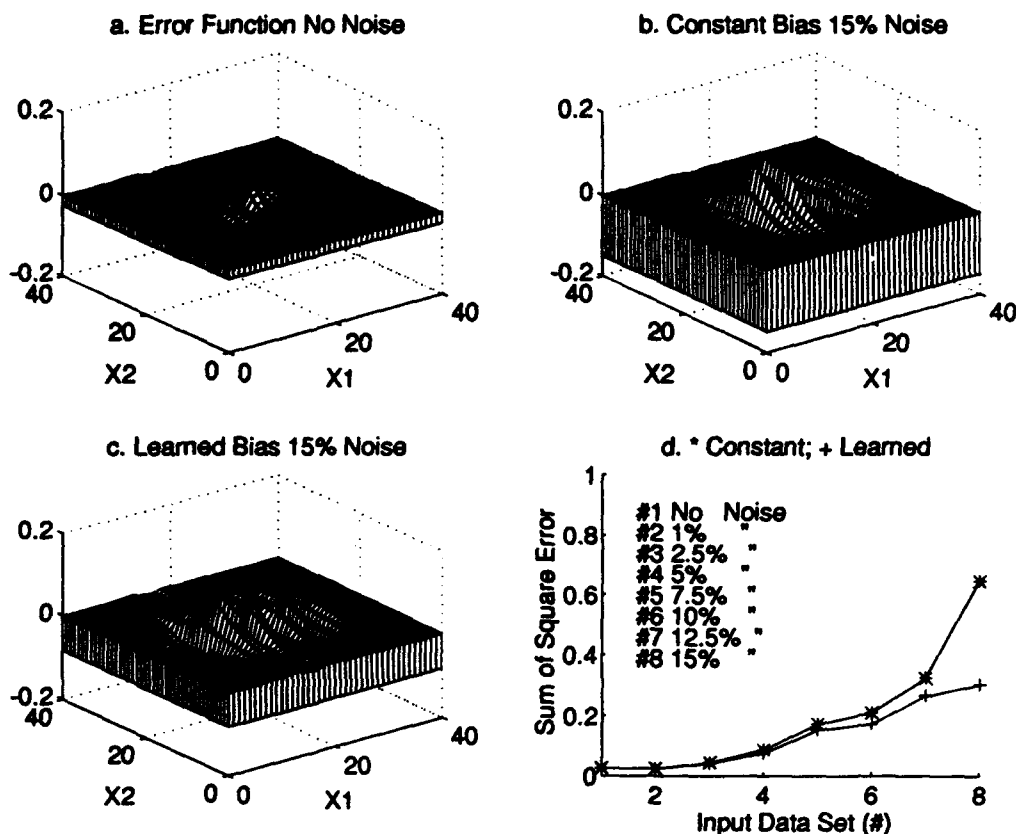 a. Error Function No Noise
0.2
0
-0.2
40
20
0
X2
0
20
40
X1
b. Constant Bias 15% Noise
0.2
0
-0.2
40
20
0
X2
0
20
40
X1
c. Learned Bias 15% Noise
0.2
0
-0.2
40
20
0
X2
0
20
40
X1
d. * Constant; + Learned
Sum of Square Error
1
0.8
0.6
0.4
0.2
0
#1 No Noise
#2 1% "
#3 2.5% "
#4 5% "
#5 7.5% "
#6 10% "
#7 12.5% "
#8 15% "
2
4
6
8
Input Data Set (#)